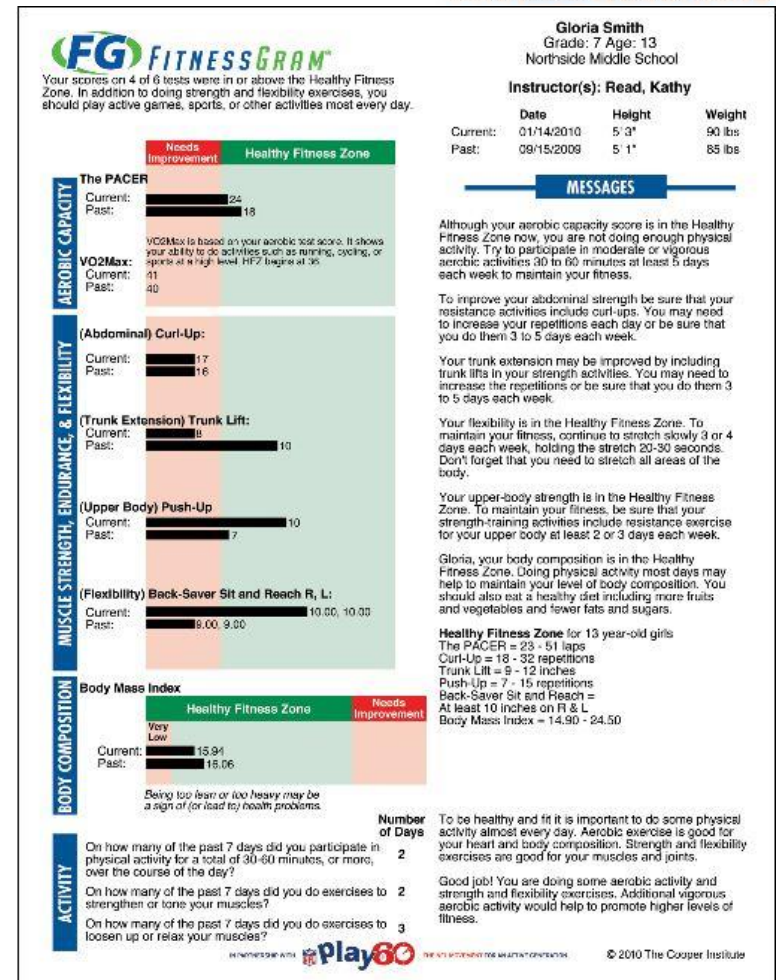 FG FITNESSGRAM™
Your scores on 4 of 6 tests were in or above the Healthy Fitness
Zone. In addition to doing strength and flexibility exercises, you
should play active games, sports, or other activities most every day.
Gloria Smith
Grade: 7 Age: 13
Northside Middle School
Instructor(s): Read, Kathy
Date Height Weight
Current: 01/14/2010 5' 3" 90 lbs
Past: 09/15/2009 5' 1" 85 lbs
Needs
Improvement
Healthy Fitness Zone
AEROBIC CAPACITY
The PACER
Current: 24
Past: 18
VO2Max is based on your aerobic test score. It shows
your ability to do activities such as running, cycling, or
sports at a high level. HFZ begins at 36.
VO2Max:
Current: 41
Past: 40
MUSCLE STRENGTH, ENDURANCE, & FLEXIBILITY
(Abdominal) Curl-Up:
Current: 17
Past: 16
(Trunk Extension) Trunk Lift:
Current: 8
Past: 10
(Upper Body) Push-Up
Current: 10
Past: 7
(Flexibility) Back-Saver Sit and Reach R, L:
Current: 10.00, 10.00
Past: 9.00, 9.00
BODY COMPOSITION
Body Mass Index
Healthy Fitness Zone
Needs
Improvement
Very
Low
Current: 15.94
Past: 16.06
Being too lean or too heavy may be
a sign of (or lead to) health problems.
ACTIVITY
Number
of Days
On how many of the past 7 days did you participate in
physical activity for a total of 30-60 minutes, or more,
over the course of the day?
2
On how many of the past 7 days did you do exercises to
strengthen or tone your muscles?
2
On how many of the past 7 days did you do exercises to
loosen up or relax your muscles?
3
MESSAGES
Although your aerobic capacity score is in the Healthy
Fitness Zone now, you are not doing enough physical
activity. Try to participate in moderate or vigorous
aerobic activities 30 to 60 minutes at least 5 days
each week to maintain your fitness.
To improve your abdominal strength be sure that your
resistance activities include curl-ups. You may need
to increase your repetitions each day or be sure that
you do them 3 to 5 days each week.
Your trunk extension may be improved by including
trunk lifts in your strength activities. You may need to
increase the repetitions or be sure that you do them 3
to 5 days each week.
Your flexibility is in the Healthy Fitness Zone. To
maintain your fitness, continue to stretch slowly 3 or 4
days each week, holding the stretch 20-30 seconds.
Don't forget that you need to stretch all areas of the
body.
Your upper-body strength is in the Healthy Fitness
Zone. To maintain your fitness, be sure that your
strength-training activities include resistance exercise
for your upper body at least 2 or 3 days each week.
Gloria, your body composition is in the Healthy
Fitness Zone. Doing physical activity most days may
help to maintain your level of body composition. You
should also eat a healthy diet including more fruits
and vegetables and fewer fats and sugars.
Healthy Fitness Zone for 13 year-old girls
The PACER = 23 - 51 laps
Curl-Up = 18 - 32 repetitions
Trunk Lift = 9 - 12 inches
Push-Up = 7 - 15 repetitions
Back-Saver Sit and Reach =
At least 10 inches on R & L
Body Mass Index = 14.90 - 24.50
To be healthy and fit it is important to do some physical
activity almost every day. Aerobic exercise is good for
your heart and body composition. Strength and flexibility
exercises are good for your muscles and joints.
Good job! You are doing some aerobic activity and
strength and flexibility exercises. Additional vigorous
aerobic activity would help to promote higher levels of
fitness.
IN PARTNERSHIP WITH Play60 THE NFL MOVEMENT FOR AN ACTIVE GENERATION
© 2010 The Cooper Institute